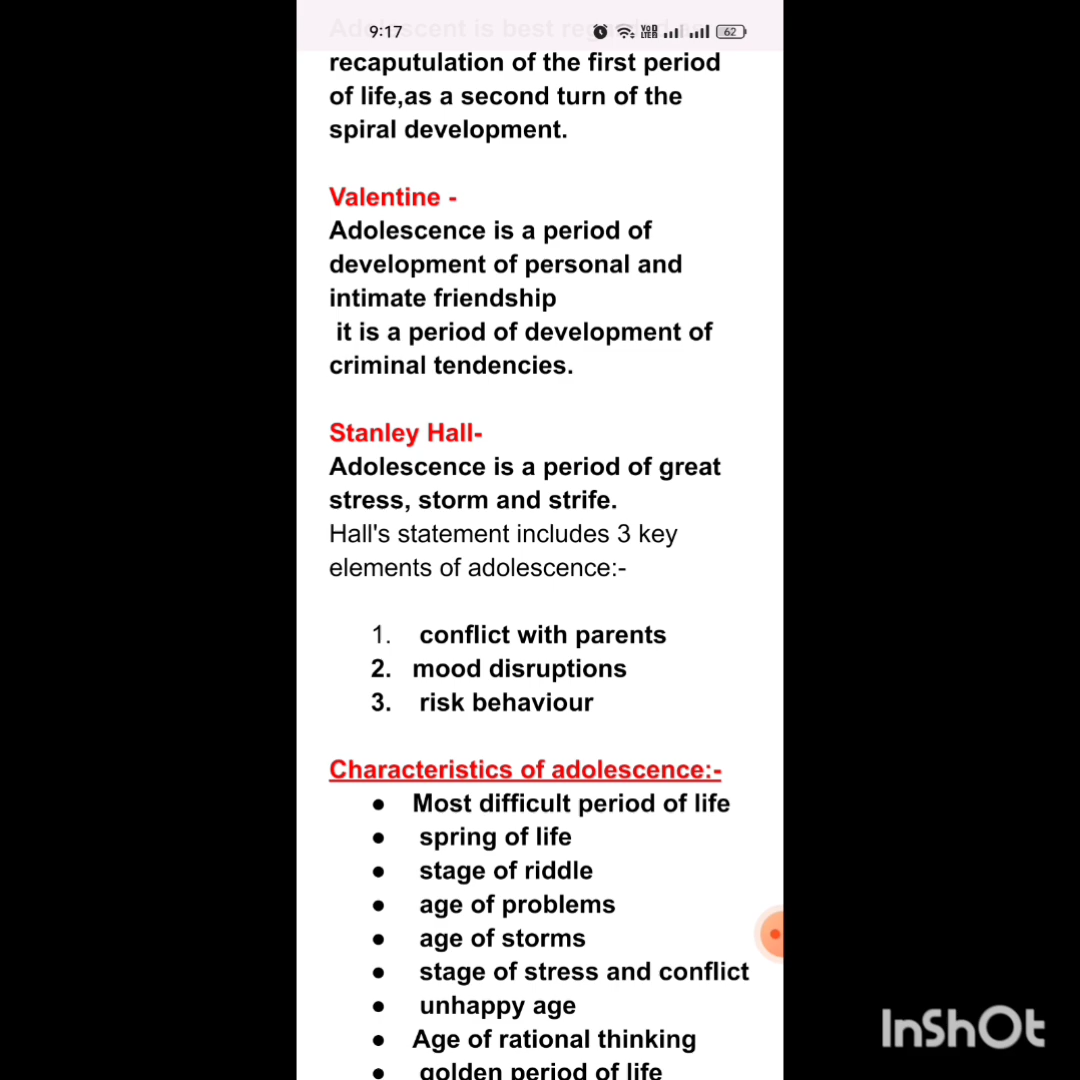 Adolescent is best reg
9:17
62
recaputulation of the first period
of life,as a second turn of the
spiral development.
Valentine -
Adolescence is a period of
development of personal and
intimate friendship
it is a period of development of
criminal tendencies.
Stanley Hall-
Adolescence is a period of great
stress, storm and strife.
Hall's statement includes 3 key
elements of adolescence:-
1. conflict with parents
2. mood disruptions
3. risk behaviour
Characteristics of adolescence:-
● Most difficult period of life
● spring of life
● stage of riddle
● age of problems
● age of storms
● stage of stress and conflict
● unhappy age
● Age of rational thinking
● golden period of life
InShOt